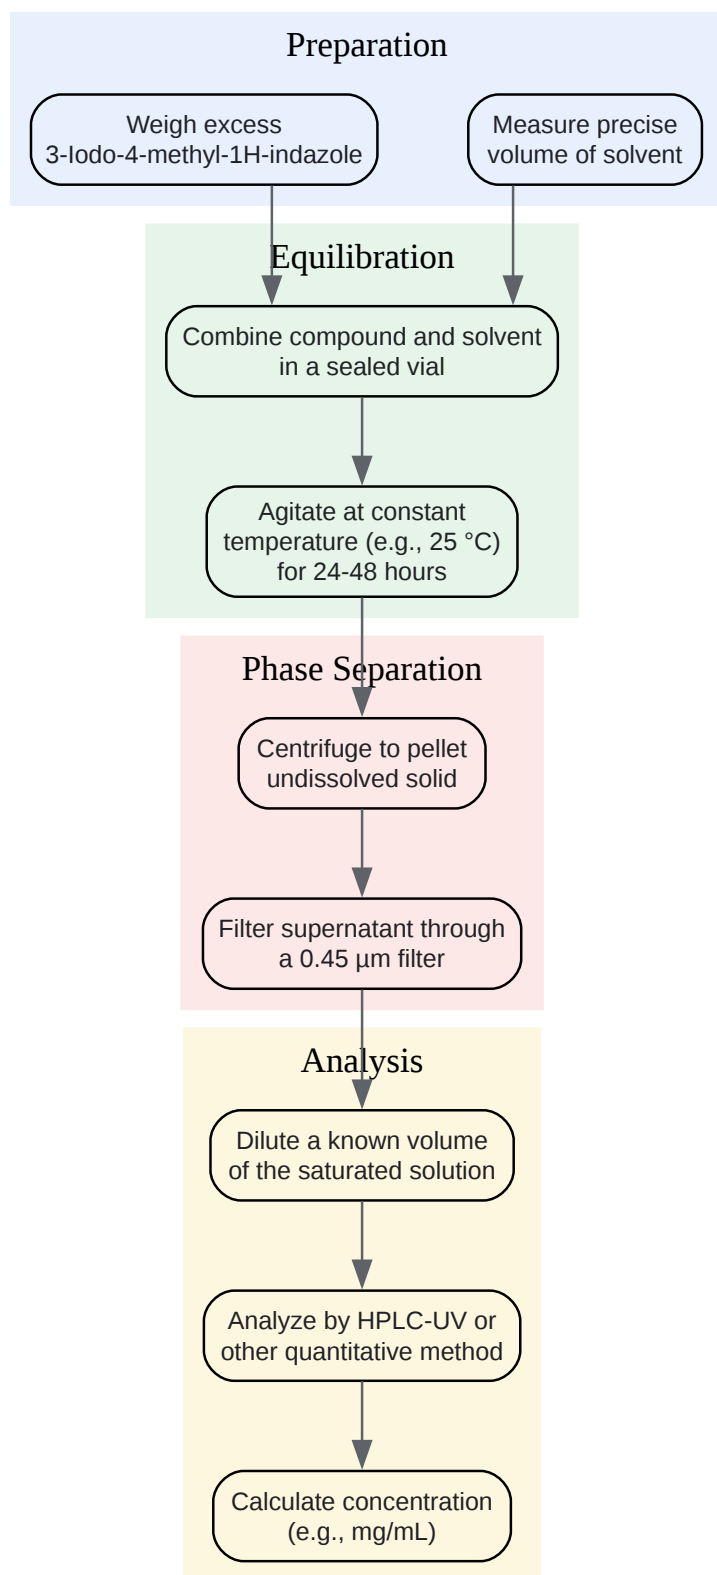 Preparation
Weigh excess
3-Iodo-4-methyl-1H-indazole
Measure precise
volume of solvent
Equilibration
Combine compound and solvent
in a sealed vial
Agitate at constant
temperature (e.g., 25 °C)
for 24-48 hours
Phase Separation
Centrifuge to pellet
undissolved solid
Filter supernatant through
a 0.45 µm filter
Analysis
Dilute a known volume
of the saturated solution
Analyze by HPLC-UV or
other quantitative method
Calculate concentration
(e.g., mg/mL)